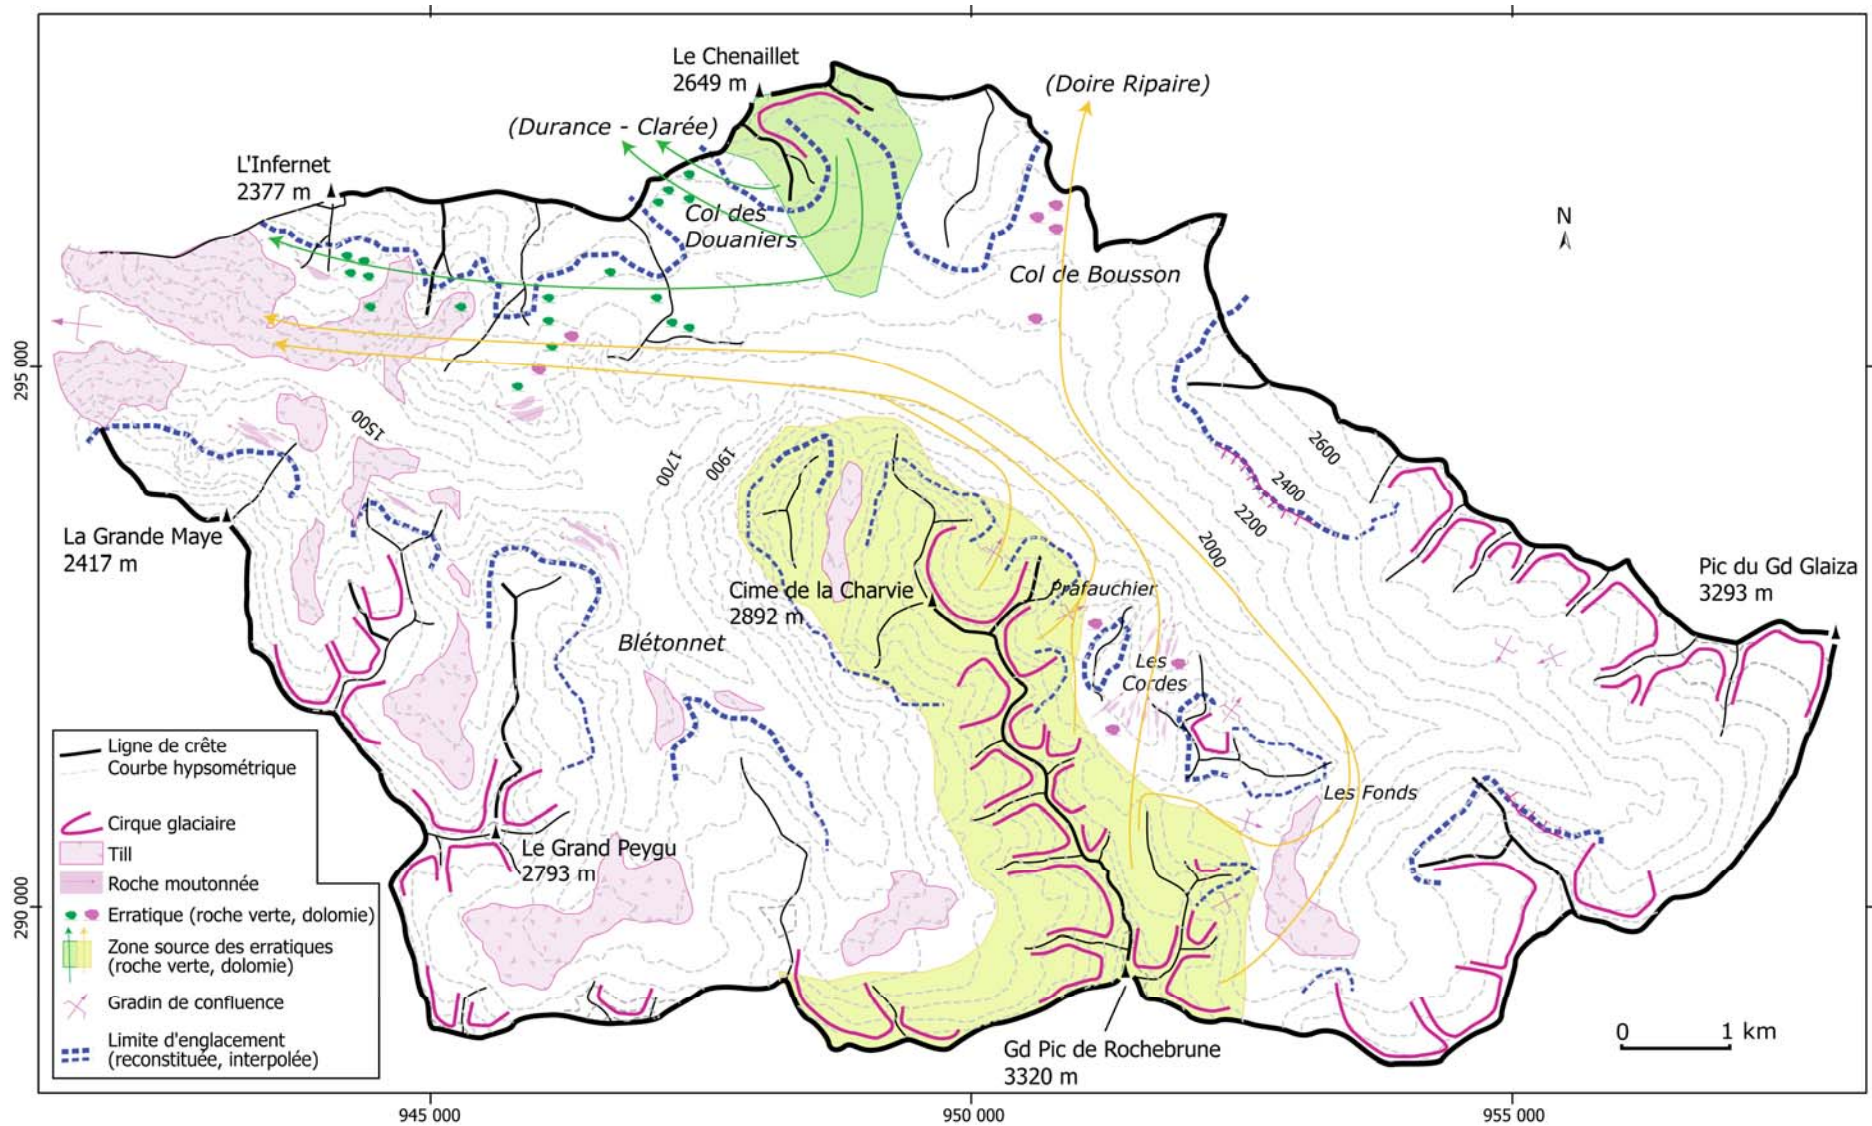 Le Chenaillet
2649 m
(Doire Ripaire)
(Durance - Clarée)
L'Infernet
2377 m
Col des
Douaniers
N
Col de Bousson
295 000
1500
1700
1900
2600
2400
2200
2000
La Grande Maye
2417 m
Cime de la Charvie
2892 m
Prafauchier
Pic du Gd Glaiza
3293 m
Blétonnet
Les
Cordes
Les Fonds
Ligne de crête
Courbe hypsométrique
Cirque glaciaire
Till
Roche moutonnée
Erratique (roche verte, dolomie)
Zone source des erratiques
(roche verte, dolomie)
Gradin de confluence
Limite d'englacement
(reconstituée, interpolée)
Le Grand Peygu
2793 m
290 000
Gd Pic de Rochebrune
3320 m
0 1 km
945 000
950 000
955 000